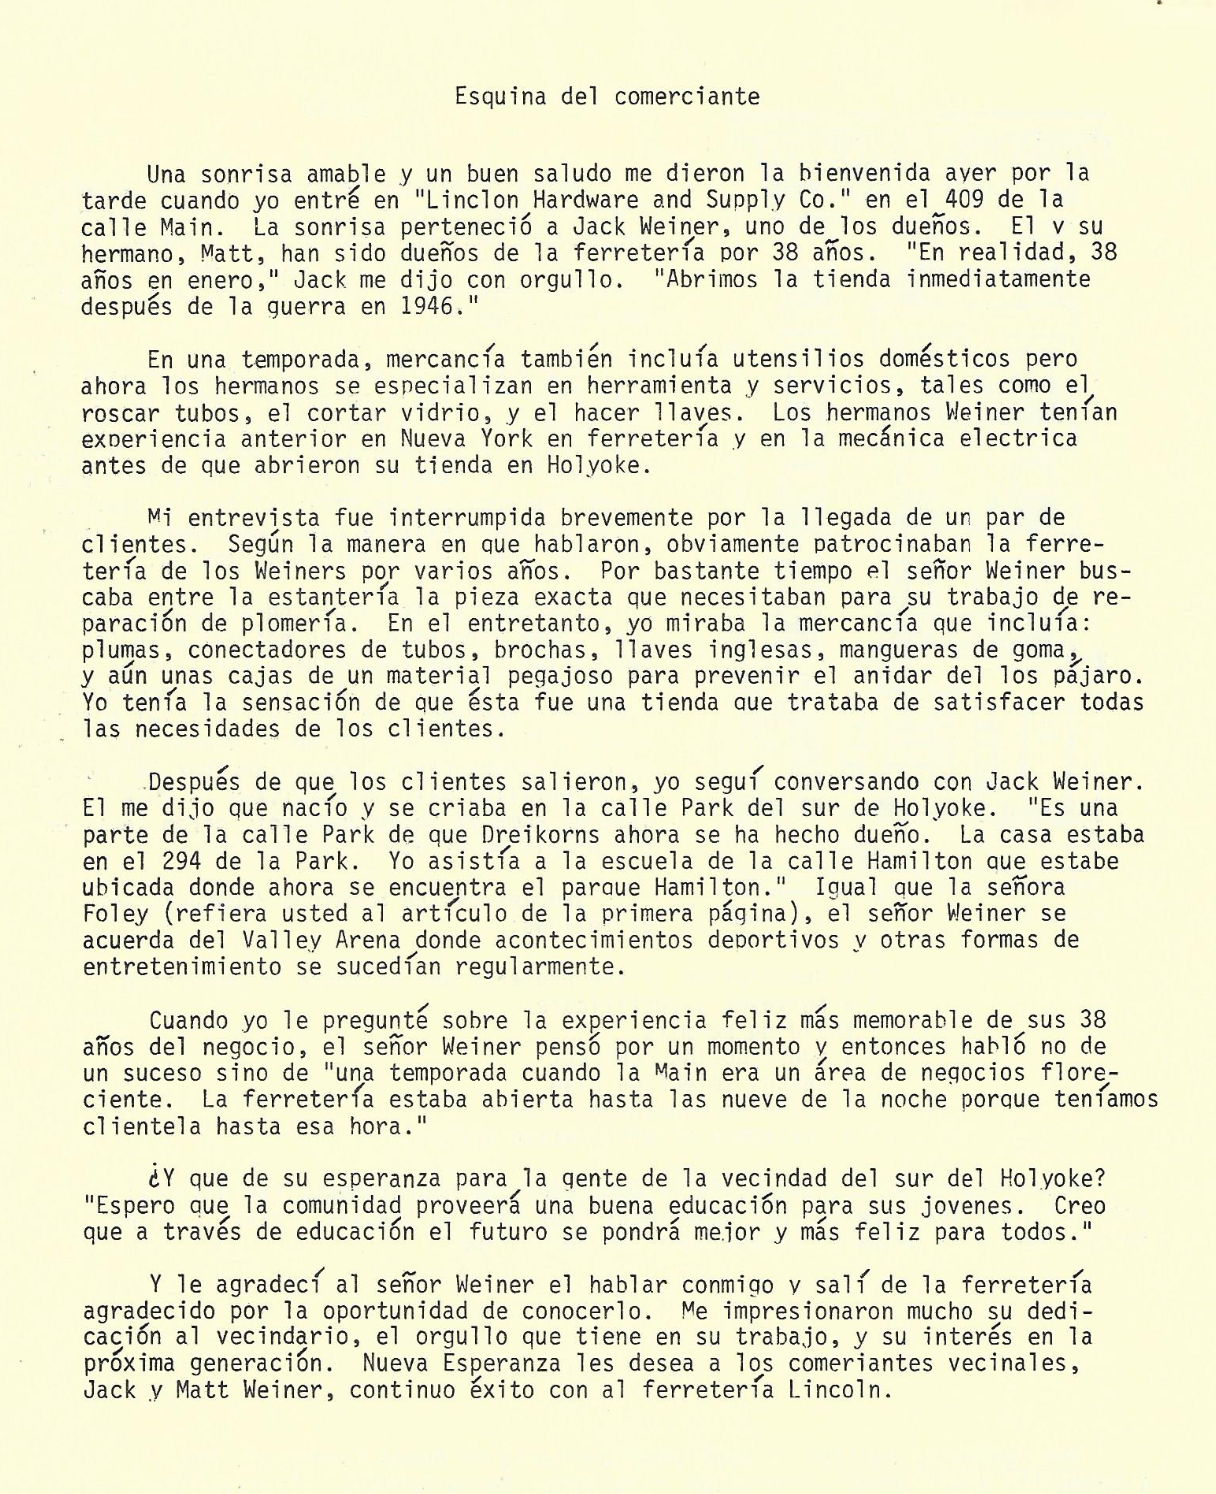 Esquina del comerciante
Una sonrisa amable y un buen saludo me dieron la bienvenida ayer por la
tarde cuando yo entré en "Linclon Hardware and Supply Co." en el 409 de la
calle Main. La sonrisa perteneció a Jack Weiner, uno de los dueños. El y su
hermano, Matt, han sido dueños de la ferretería por 38 años. "En realidad, 38
años en enero," Jack me dijo con orgullo. "Abrimos la tienda inmediatamente
después de la guerra en 1946."
En una temporada, mercancía también incluía utensilios domésticos pero
ahora los hermanos se especializan en herramienta y servicios, tales como el
roscar tubos, el cortar vidrio, y el hacer llaves. Los hermanos Weiner tenían
experiencia anterior en Nueva York en ferretería y en la mecánica electrica
antes de que abrieron su tienda en Holyoke.
Mi entrevista fue interrumpida brevemente por la llegada de un par de
clientes. Según la manera en que hablaron, obviamente patrocinaban la ferre-
tería de los Weiners por varios años. Por bastante tiempo el señor Weiner bus-
caba entre la estantería la pieza exacta que necesitaban para su trabajo de re-
paración de plomería. En el entretanto, yo miraba la mercancía que incluía:
plumas, conectadores de tubos, brochas, llaves inglesas, mangueras de goma,
y aún unas cajas de un material pegajoso para prevenir el anidar del los pájaro.
Yo tenía la sensación de que ésta fue una tienda que trataba de satisfacer todas
las necesidades de los clientes.
Después de que los clientes salieron, yo seguí conversando con Jack Weiner.
El me dijo que nacío y se criaba en la calle Park del sur de Holyoke. "Es una
parte de la calle Park de que Dreikorns ahora se ha hecho dueño. La casa estaba
en el 294 de la Park. Yo asistía a la escuela de la calle Hamilton que estabe
ubicada donde ahora se encuentra el parque Hamilton." Igual que la señora
Foley (refiera usted al artículo de la primera página), el señor Weiner se
acuerda del Valley Arena donde acontecimientos deportivos y otras formas de
entretenimiento se sucedían regularmente.
Cuando yo le pregunté sobre la experiencia feliz más memorable de sus 38
años del negocio, el señor Weiner pensó por un momento y entonces habló no de
un suceso sino de "una temporada cuando la Main era un área de negocios flore-
ciente. La ferretería estaba abierta hasta las nueve de la noche porque teníamos
clientela hasta esa hora."
¿Y que de su esperanza para la gente de la vecindad del sur del Holyoke?
"Espero que la comunidad proveerá una buena educación para sus jovenes. Creo
que a través de educación el futuro se pondrá mejor y más feliz para todos."
Y le agradecí al señor Weiner el hablar conmigo y salí de la ferretería
agradecido por la oportunidad de conocerlo. Me impresionaron mucho su dedi-
cación al vecindario, el orgullo que tiene en su trabajo, y su interés en la
próxima generación. Nueva Esperanza les desea a los comeriantes vecinales,
Jack y Matt Weiner, continuo éxito con al ferretería Lincoln.